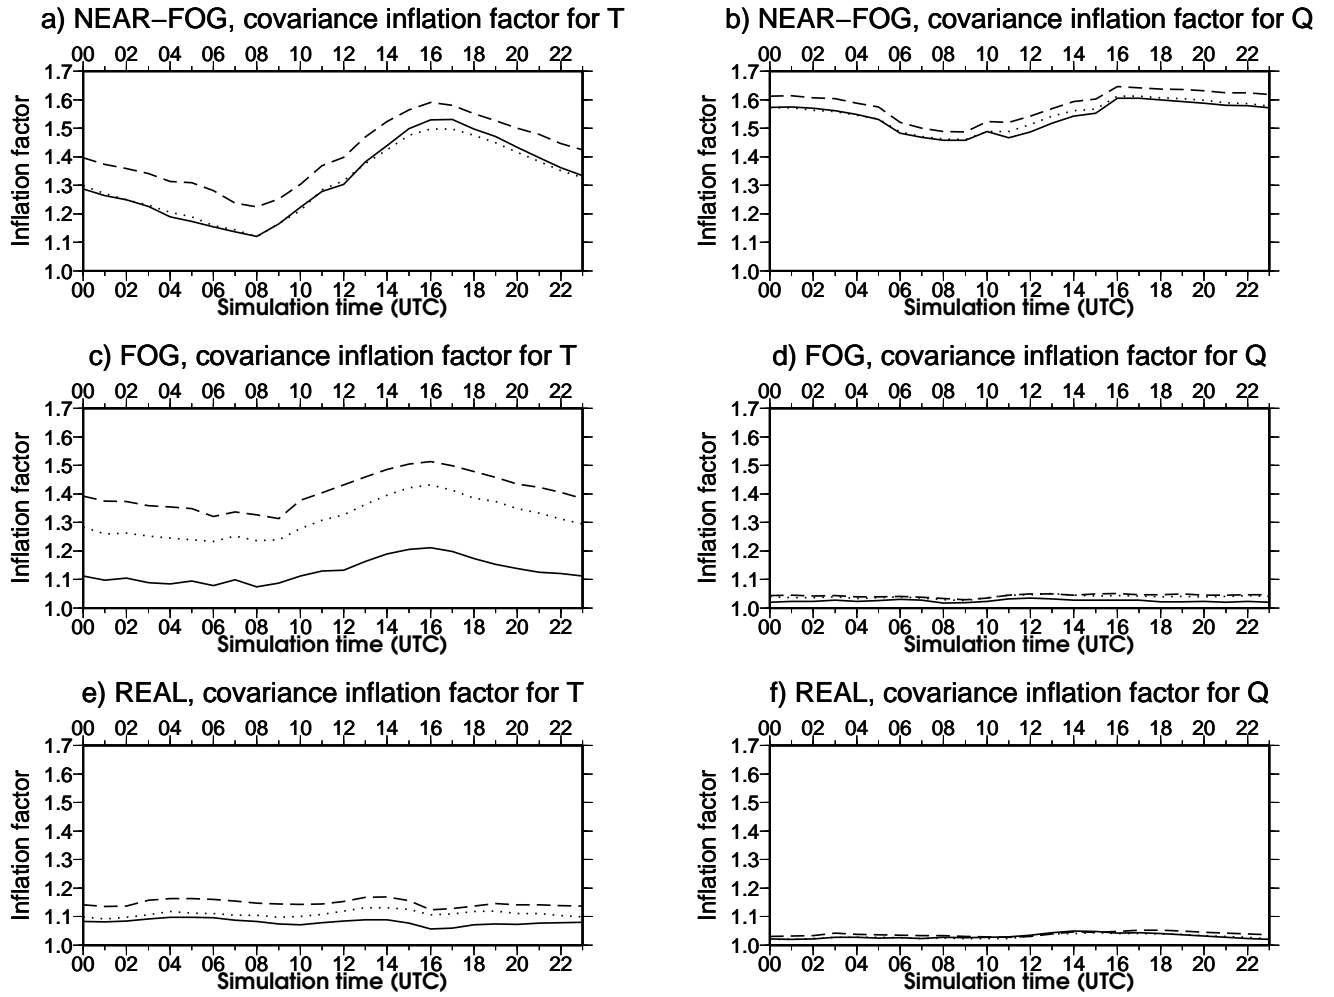 a) NEAR−FOG, covariance inflation factor for T
00 02 04 06 08 10 12 14 16 18 20 22
1.7
1.6
1.5
1.4
1.3
1.2
1.1
1.0
Inflation factor
00 02 04 06 08 10 12 14 16 18 20 22
Simulation time (UTC)
b) NEAR−FOG, covariance inflation factor for Q
00 02 04 06 08 10 12 14 16 18 20 22
1.7
1.6
1.5
1.4
1.3
1.2
1.1
1.0
Inflation factor
00 02 04 06 08 10 12 14 16 18 20 22
Simulation time (UTC)
c) FOG, covariance inflation factor for T
00 02 04 06 08 10 12 14 16 18 20 22
1.7
1.6
1.5
1.4
1.3
1.2
1.1
1.0
Inflation factor
00 02 04 06 08 10 12 14 16 18 20 22
Simulation time (UTC)
d) FOG, covariance inflation factor for Q
00 02 04 06 08 10 12 14 16 18 20 22
1.7
1.6
1.5
1.4
1.3
1.2
1.1
1.0
Inflation factor
00 02 04 06 08 10 12 14 16 18 20 22
Simulation time (UTC)
e) REAL, covariance inflation factor for T
00 02 04 06 08 10 12 14 16 18 20 22
1.7
1.6
1.5
1.4
1.3
1.2
1.1
1.0
Inflation factor
00 02 04 06 08 10 12 14 16 18 20 22
Simulation time (UTC)
f) REAL, covariance inflation factor for Q
00 02 04 06 08 10 12 14 16 18 20 22
1.7
1.6
1.5
1.4
1.3
1.2
1.1
1.0
Inflation factor
00 02 04 06 08 10 12 14 16 18 20 22
Simulation time (UTC)